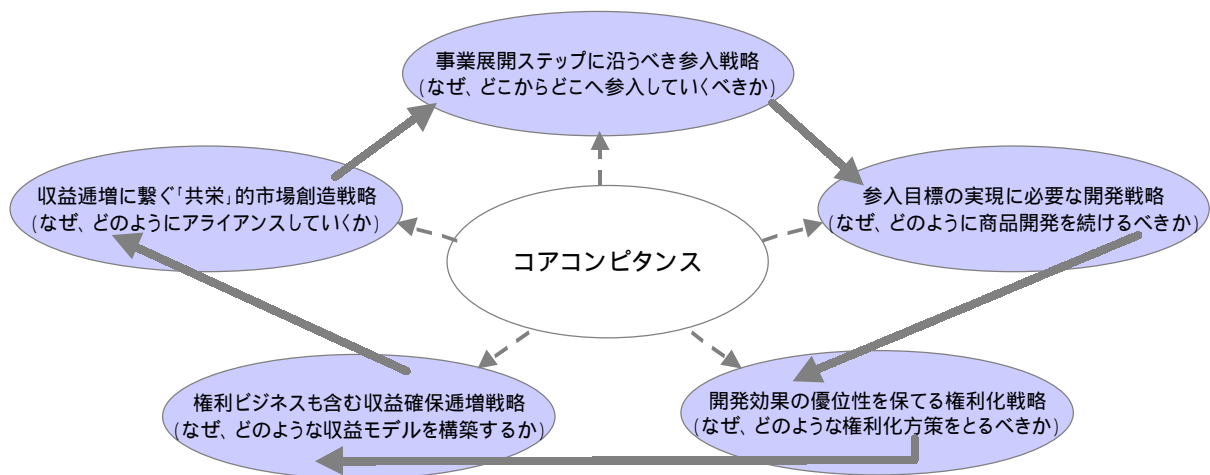 事業展開ステップに沿うべき参入戦略
(なぜ、どこからどこへ参入していくべきか)
収益逓増に繋ぐ｢共栄｣的市場創造戦略
(なぜ、どのようにアライアンスしていくか)
参入目標の実現に必要な開発戦略
(なぜ、どのように商品開発を続けるべきか)
コアコンピタンス
権利ビジネスも含む収益確保逓増戦略
(なぜ、どのような収益モデルを構築するか)
開発効果の優位性を保てる権利化戦略
(なぜ、どのような権利化方策をとるべきか)